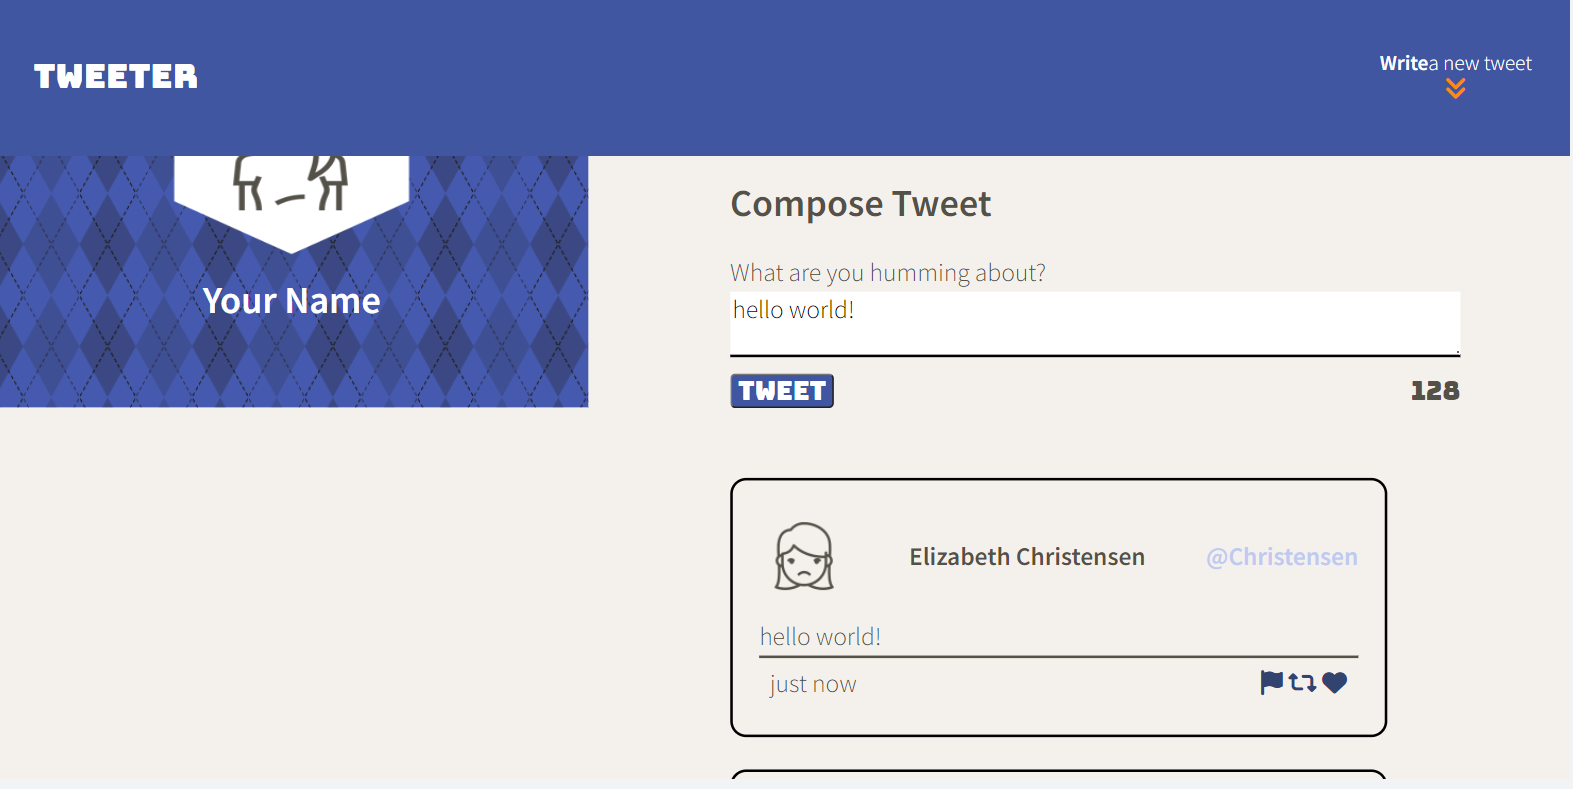 TWEETER
Writea new tweet
Your Name
Compose Tweet
What are you humming about?
hello world!
TWEET
128
Elizabeth Christensen
@Christensen
hello world!
just now